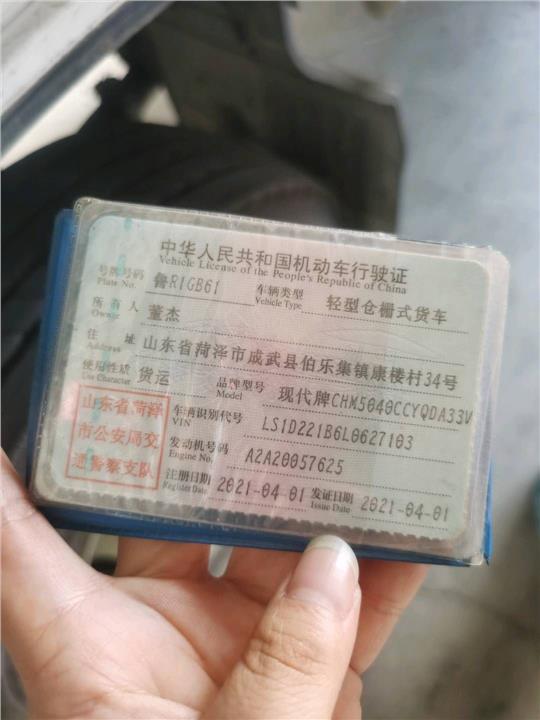 中华人民共和国机动车行驶证
Vehicle License of the People's Republic of China
号牌号码 鲁R1GB61 车辆类型 轻型仓栅式货车
Plate No. Vehicle Type
所有人 董杰
Owner
住址 山东省菏泽市成武县伯乐集镇康楼村34号
Address
使用性质 货运 品牌型号 现代牌CHM5040CCYQDA33V
Use Character Model
山东省菏泽
市公安局交
通警察支队
车辆识别代号 LS1D221B6L0627103
VIN
发动机号码 A2A20057625
Engine No.
注册日期 2021-04-01 发证日期 2021-04-01
Register Date Issue Date